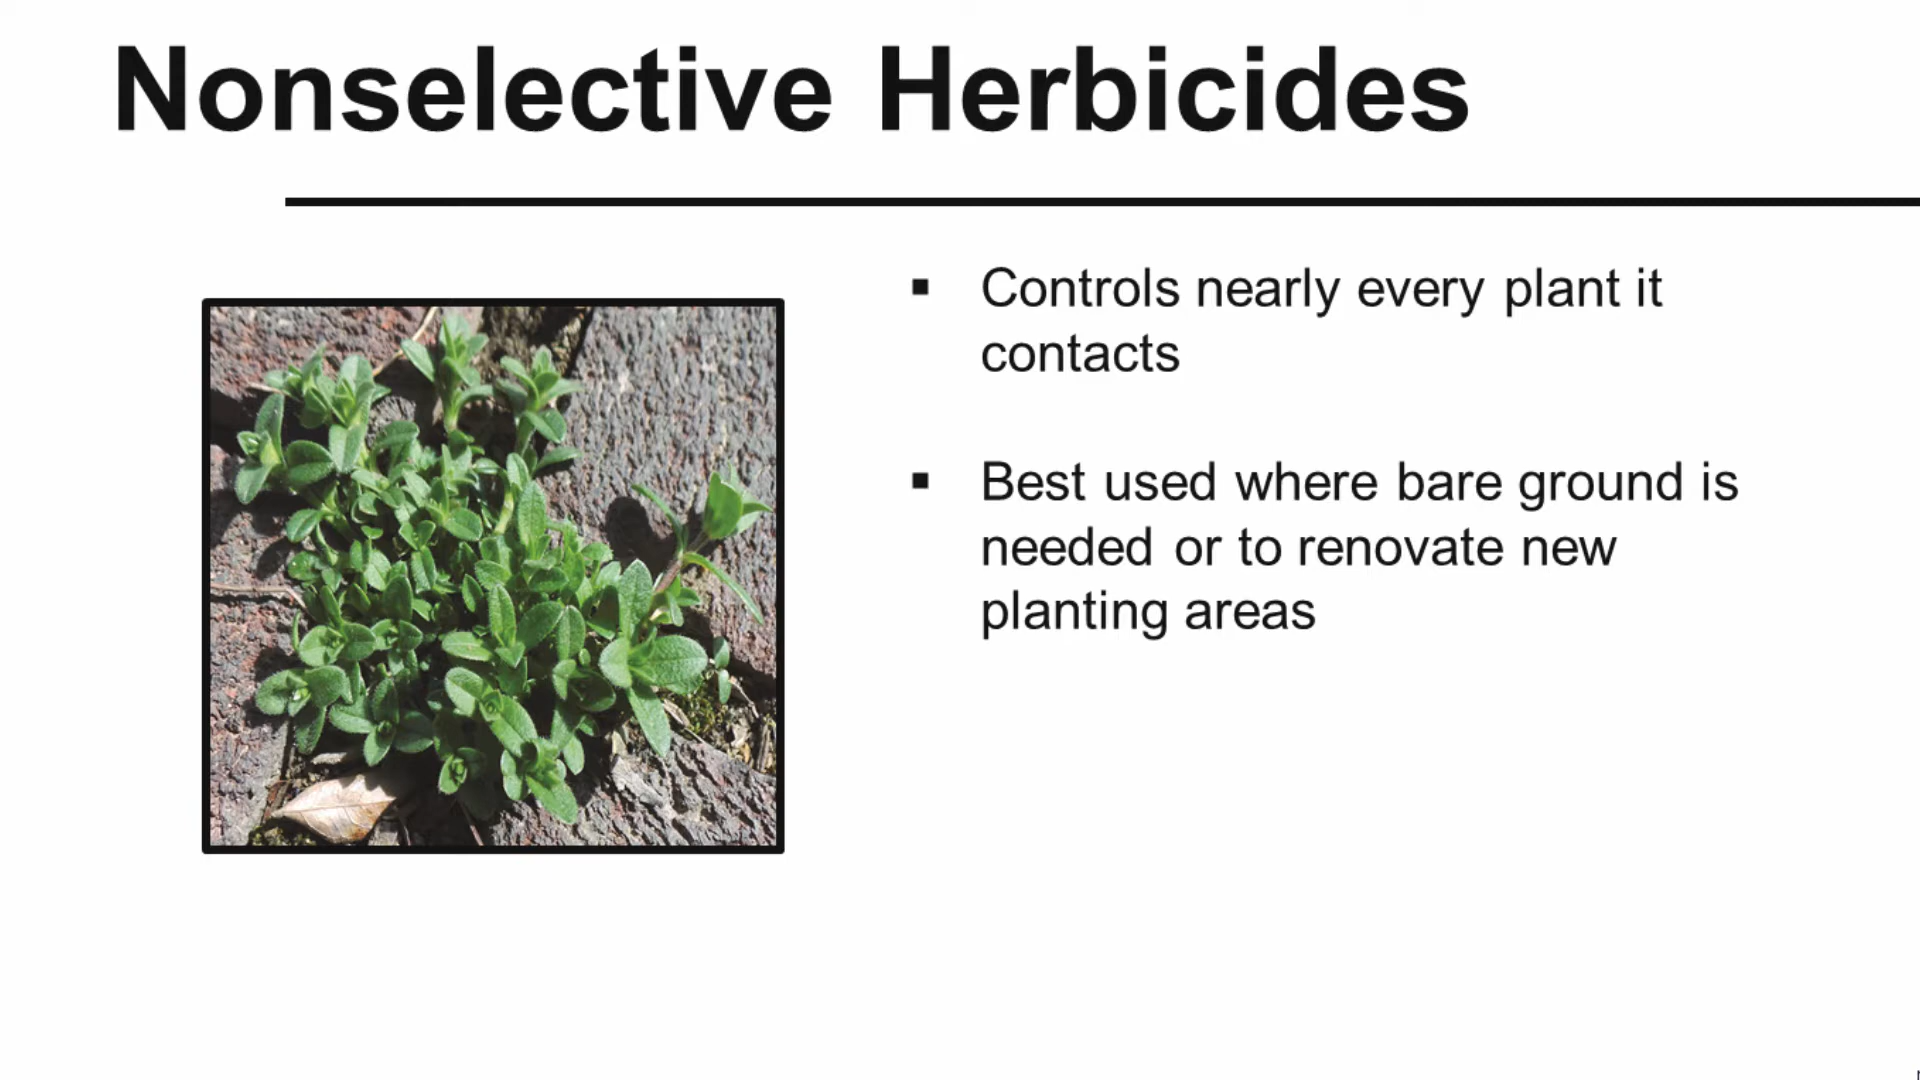 Nonselective Herbicides
▪ Controls nearly every plant it
contacts
▪ Best used where bare ground is
needed or to renovate new
planting areas